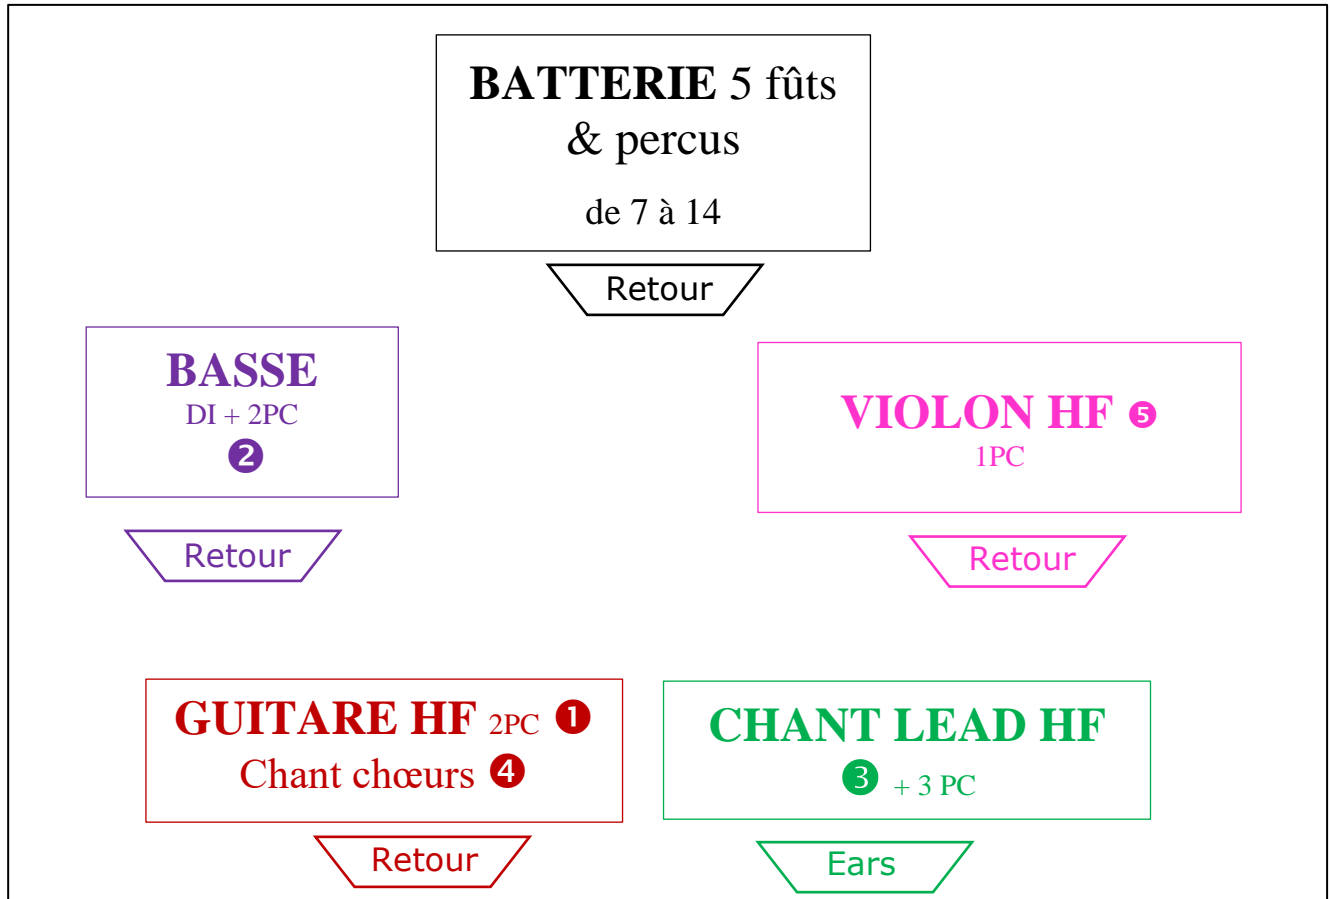 BATTERIE 5 fûts
& percus
de 7 à 14
Retour
BASSE
DI + 2PC
❷
Retour
VIOLON HF ❺
1PC
Retour
GUITARE HF 2PC ❶
Chant chœurs ❹
Retour
CHANT LEAD HF
❸ + 3 PC
Ears